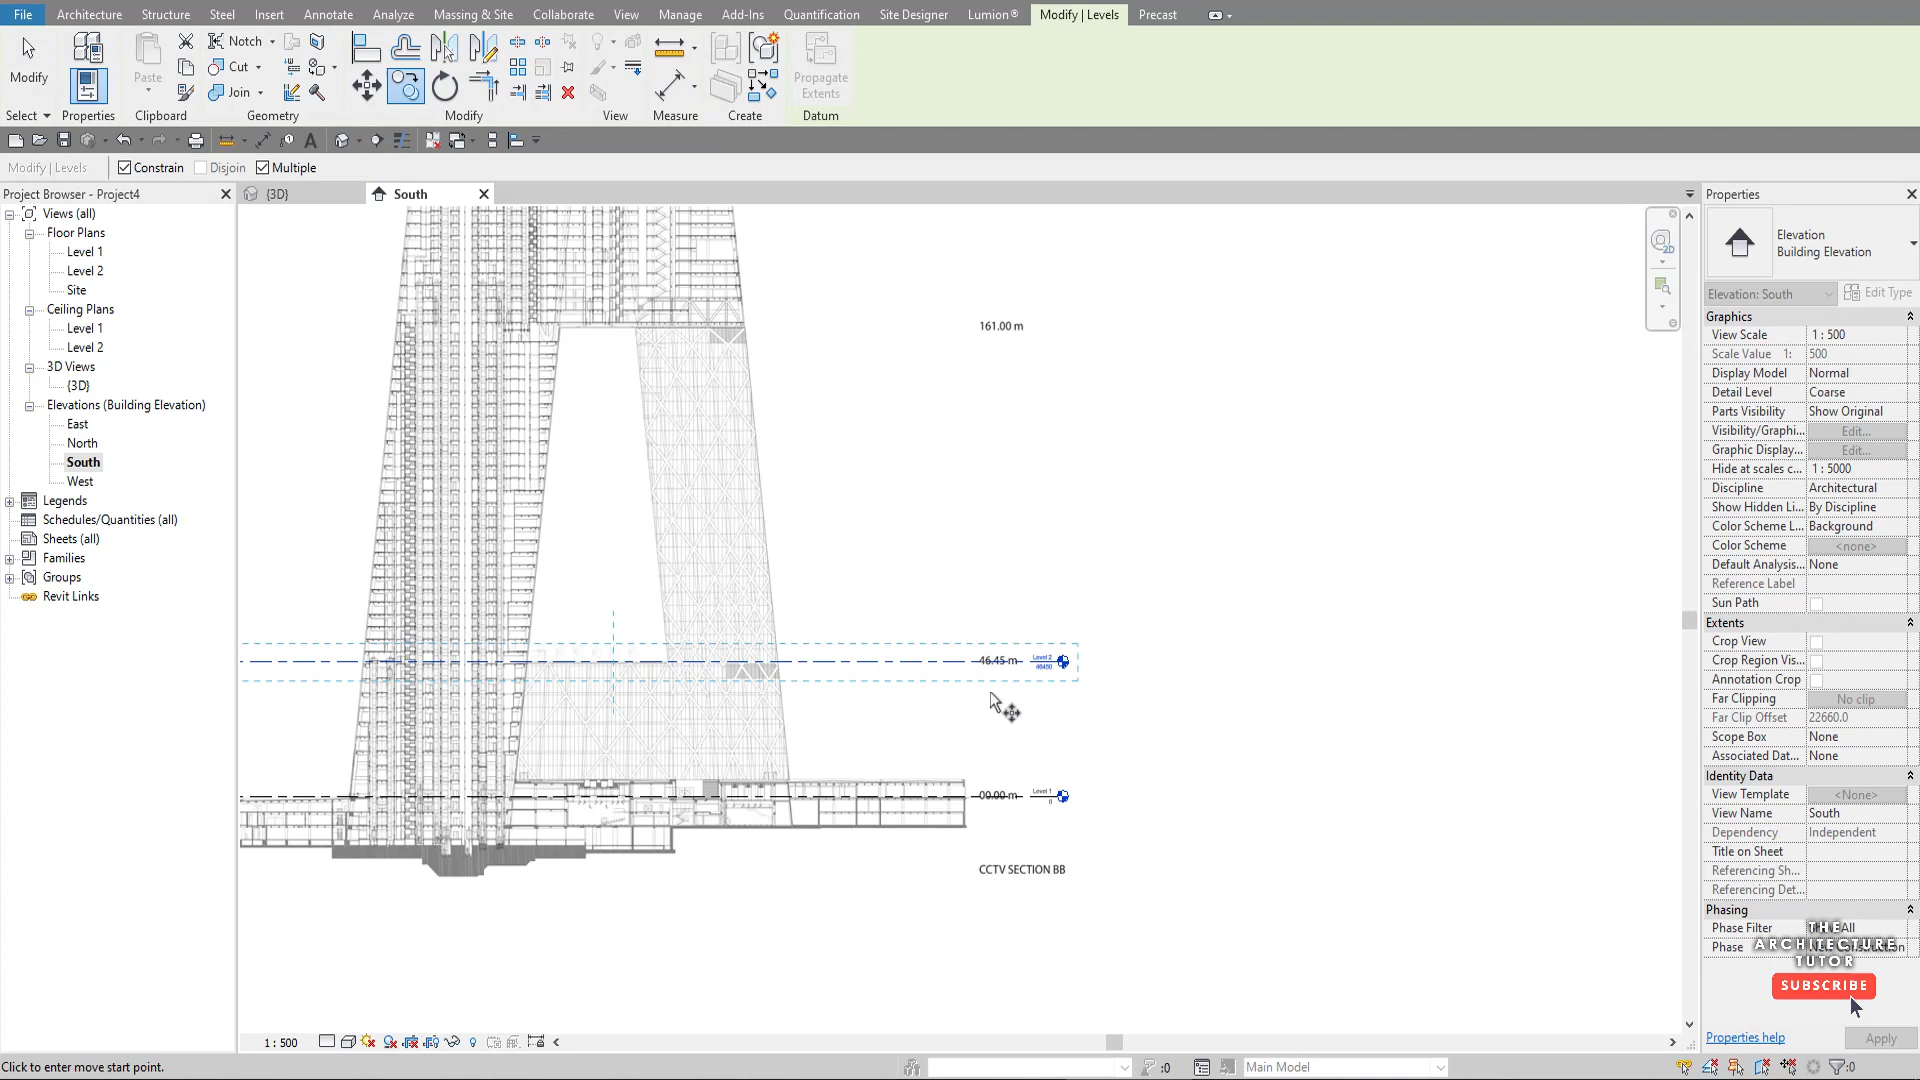 File Architecture Structure Steel Insert Annotate Analyze Massing & Site Collaborate View Manage Add-Ins Quantification Site Designer Lumion® Modify | Levels Precast
Modify
Paste
Notch
Cut
Join
Propagate
Extents
Select Properties Clipboard Geometry Modify View Measure Create Datum
Modify | Levels Constrain Disjoin Multiple
Project Browser - Project4
{3D}
South
Properties
Views (all)
Floor Plans
Level 1
Level 2
Site
Ceiling Plans
Level 1
Level 2
3D Views
{3D}
Elevations (Building Elevation)
East
North
South
West
Legends
Schedules/Quantities (all)
Sheets (all)
Families
Groups
Revit Links
161.00 m
46.45 m
Level 2
46450
00.00 m
Level 1
0
CCTV SECTION BB
2D
Elevation
Building Elevation
Elevation: South Edit Type
Graphics
View Scale 1 : 500
Scale Value 1: 500
Display Model Normal
Detail Level Coarse
Parts Visibility Show Original
Visibility/Graphi... Edit...
Graphic Display... Edit...
Hide at scales c... 1 : 5000
Discipline Architectural
Show Hidden Li... By Discipline
Color Scheme L... Background
Color Scheme <none>
Default Analysis... None
Reference Label
Sun Path
Extents
Crop View
Crop Region Vis...
Annotation Crop
Far Clipping No clip
Far Clip Offset 22660.0
Scope Box None
Associated Dat... None
Identity Data
View Template <None>
View Name South
Dependency Independent
Title on Sheet
Referencing Sh...
Referencing Det...
Phasing
Phase Filter All
Phase New Construction
THE
ARCHITECTURE
TUTOR
SUBSCRIBE
Properties help Apply
1 : 500
Click to enter move start point.
:0
Main Model
:0